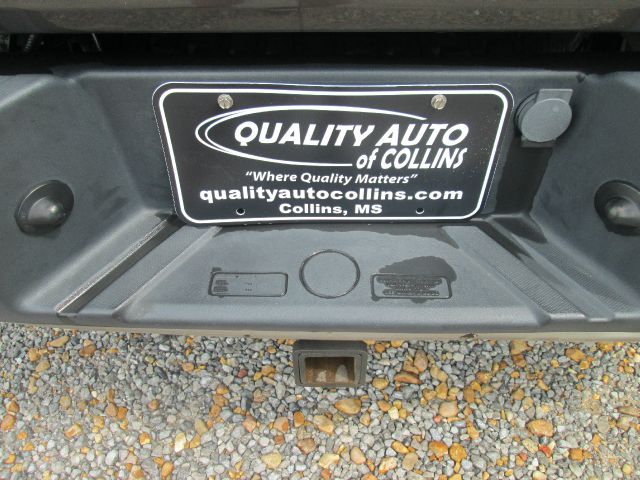 QUALITY AUTO
of COLLINS
“Where Quality Matters”
qualityautocollins.com
Collins, MS